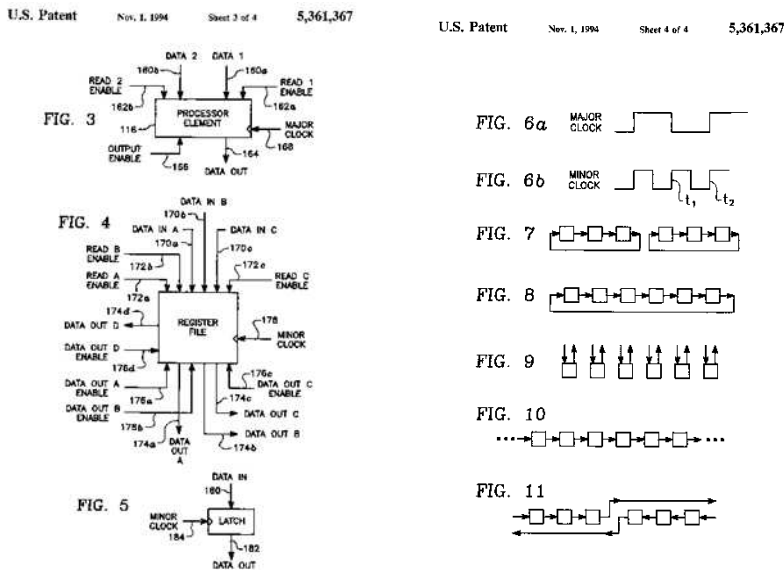 U.S. Patent Nov. 1, 1994 Sheet 3 of 4 5,361,367
DATA 2 DATA 1
160b 160a
READ 2 ENABLE
READ 1 ENABLE
162b 162a
FIG. 3
PROCESSOR ELEMENT
116
MAJOR CLOCK
168
OUTPUT ENABLE
166
164
DATA OUT
DATA IN B
FIG. 4
170b
DATA IN A DATA IN C
170a 170c
READ B ENABLE
172b 172c
READ A ENABLE
READ C ENABLE
172a
174d
DATA OUT D
REGISTER FILE
178
MINOR CLOCK
DATA OUT D ENABLE
176d
176c
DATA OUT A ENABLE
DATA OUT C ENABLE
176a
174c
DATA OUT B ENABLE
DATA OUT C
176b
DATA OUT B
174a
174b
DATA OUT A
DATA IN
180
FIG. 5
MINOR CLOCK
LATCH
184
182
DATA OUT
U.S. Patent Nov. 1, 1994 Sheet 4 of 4 5,361,367
FIG. 6a
MAJOR CLOCK
FIG. 6b
MINOR CLOCK
t1 t2
FIG. 7
FIG. 8
FIG. 9
FIG. 10
FIG. 11